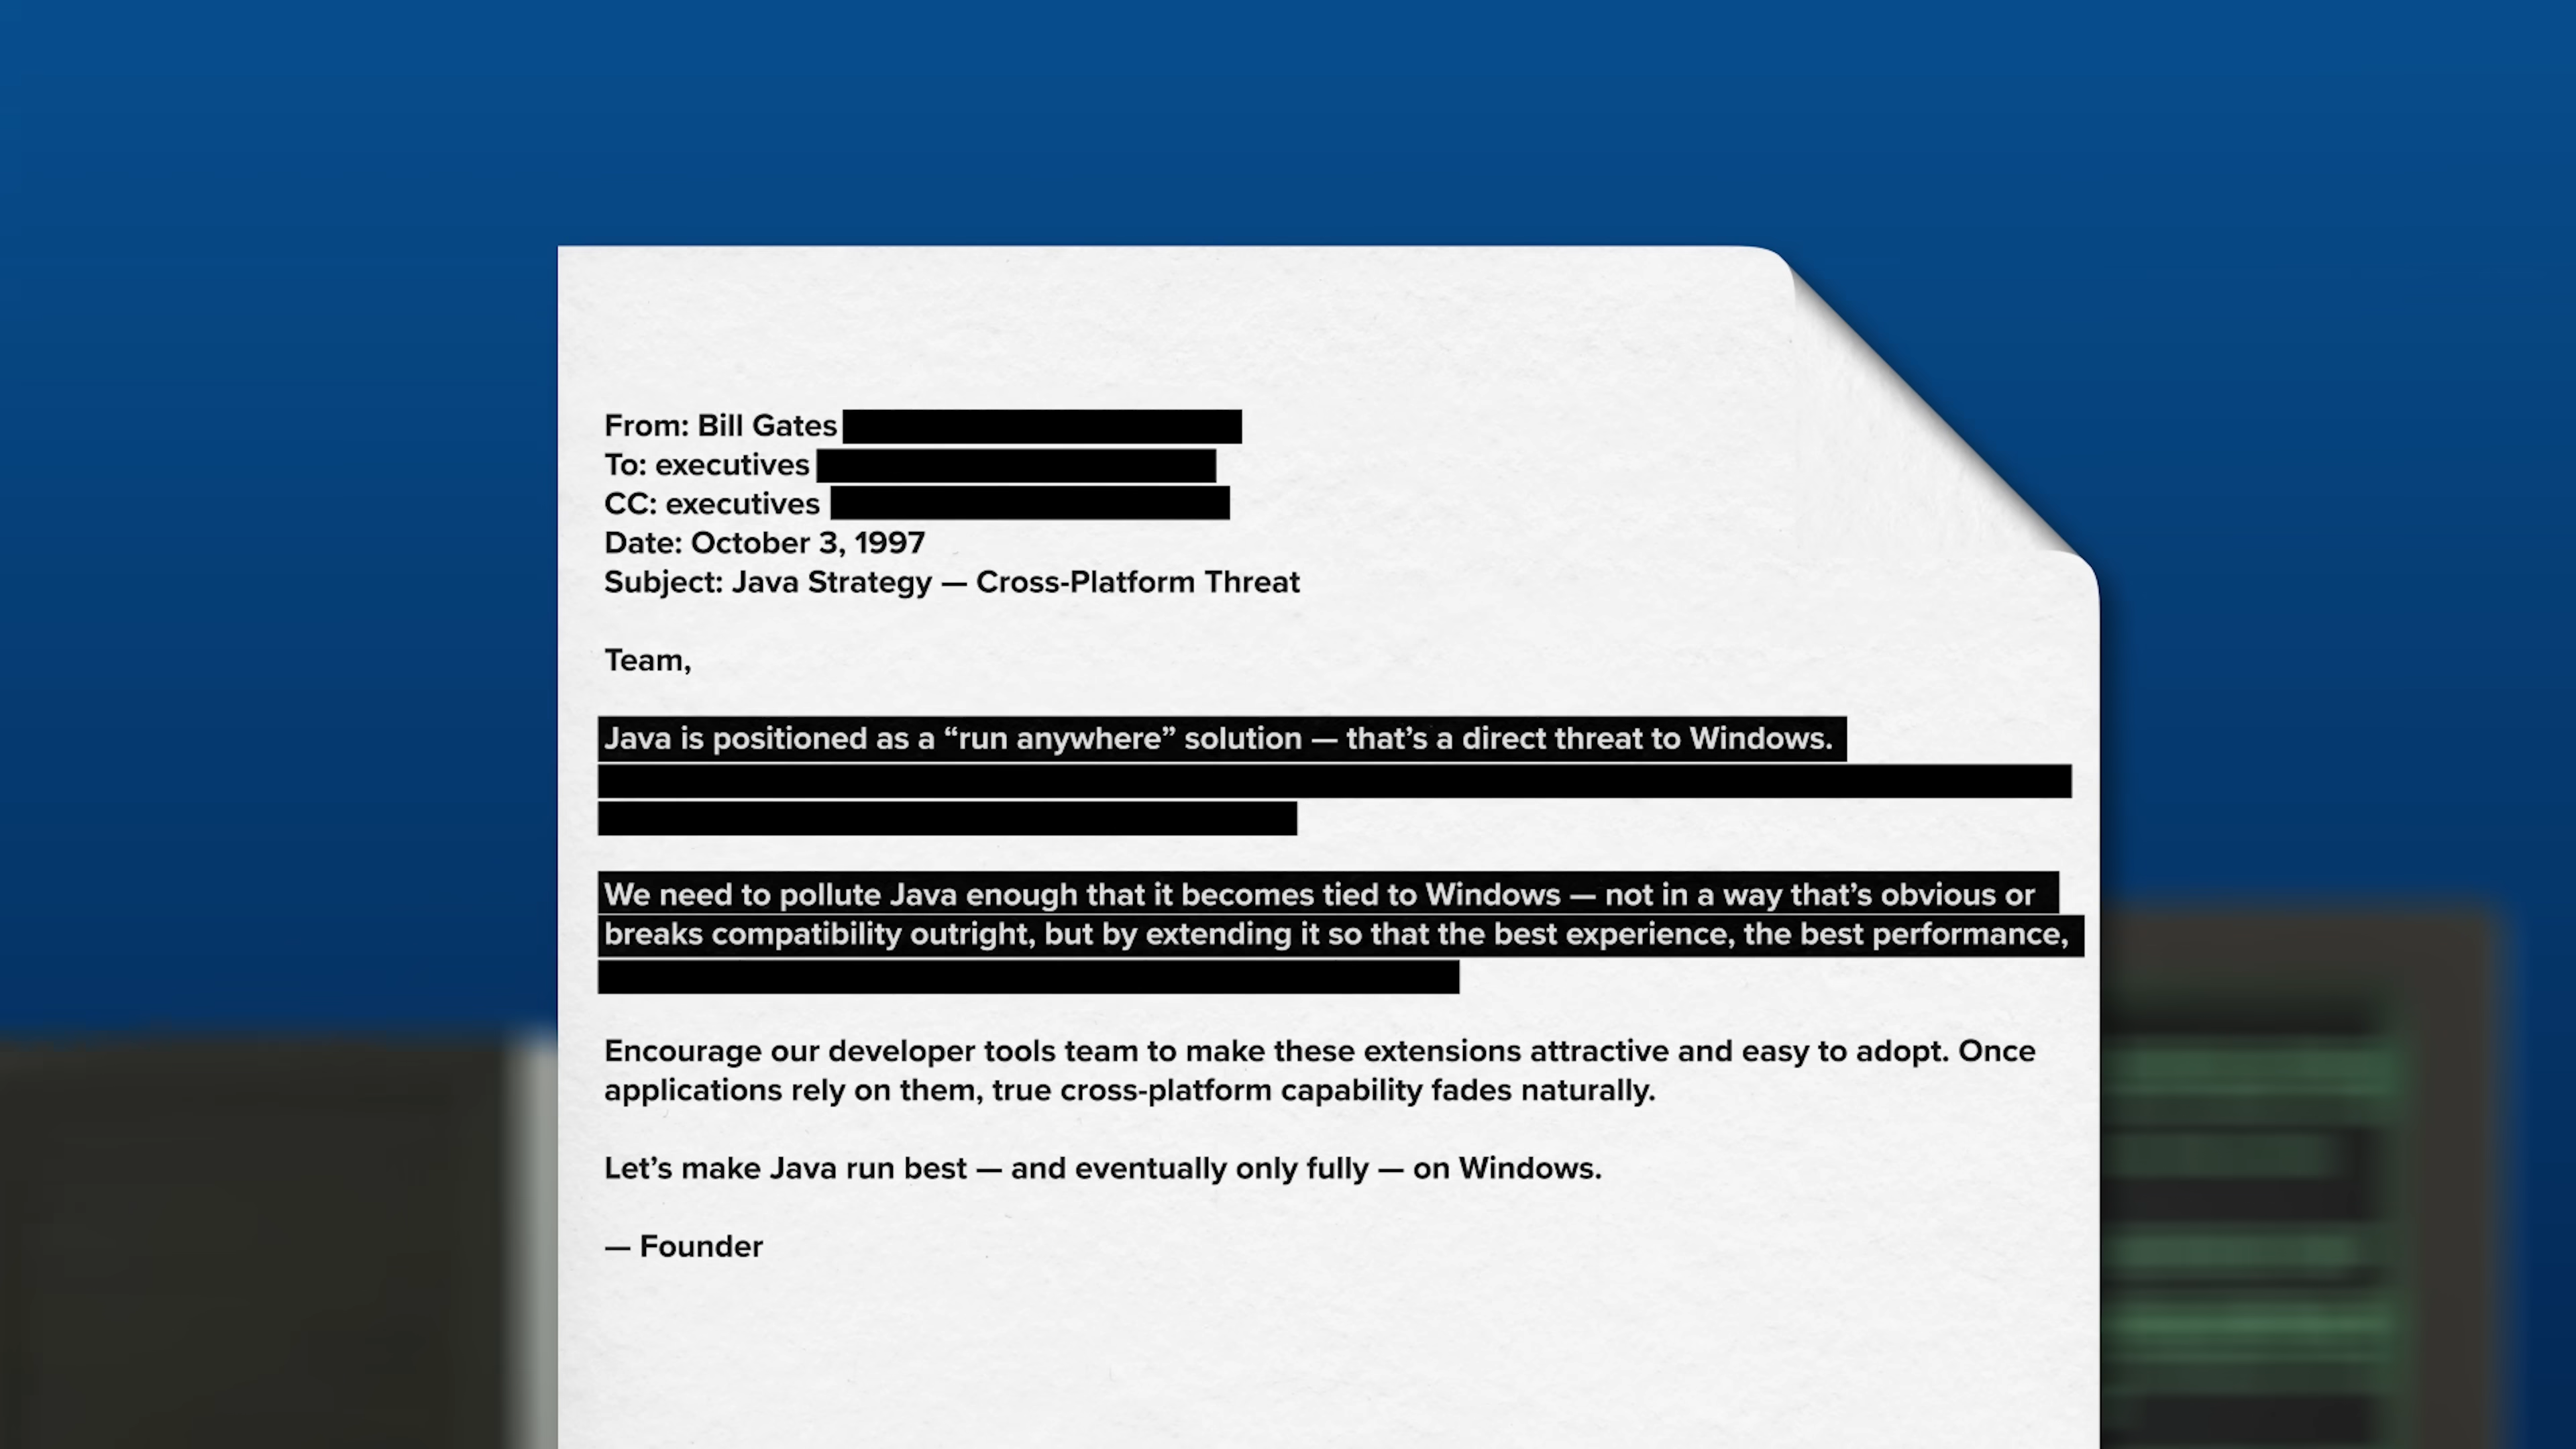 From: Bill Gates
To: executives
CC: executives
Date: October 3, 1997
Subject: Java Strategy — Cross-Platform Threat
Team,
Java is positioned as a “run anywhere” solution — that’s a direct threat to Windows.
We need to pollute Java enough that it becomes tied to Windows — not in a way that’s obvious or
breaks compatibility outright, but by extending it so that the best experience, the best performance,
Encourage our developer tools team to make these extensions attractive and easy to adopt. Once
applications rely on them, true cross-platform capability fades naturally.
Let’s make Java run best — and eventually only fully — on Windows.
— Founder